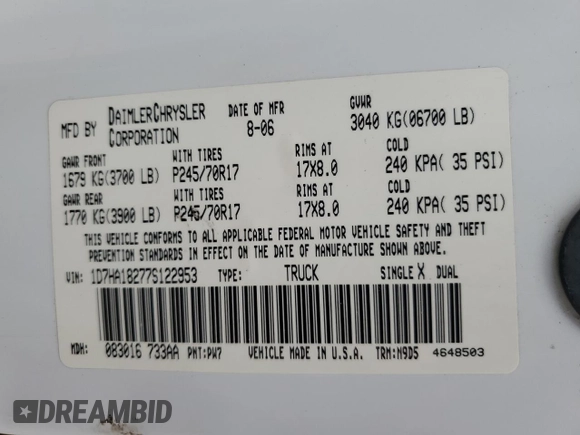 MFD BY DAIMLERCHRYSLER CORPORATION DATE OF MFR 8-06 GVWR 3040 KG(06700 LB)
GAWR FRONT WITH TIRES RIMS AT COLD
1679 KG(3700 LB) P245/70R17 17X8.0 240 KPA( 35 PSI)
GAWR REAR WITH TIRES RIMS AT COLD
1770 KG(3900 LB) P245/70R17 17X8.0 240 KPA( 35 PSI)
THIS VEHICLE CONFORMS TO ALL APPLICABLE FEDERAL MOTOR VEHICLE SAFETY AND THEFT
PREVENTION STANDARDS IN EFFECT ON THE DATE OF MANUFACTURE SHOWN ABOVE.
VIN: 1D7HA18277S122953 TYPE: TRUCK SINGLE X DUAL
MDH: 083016 733AA PNT:PW7 VEHICLE MADE IN U.S.A. TRM:M9D5 4648503
DREAMBID